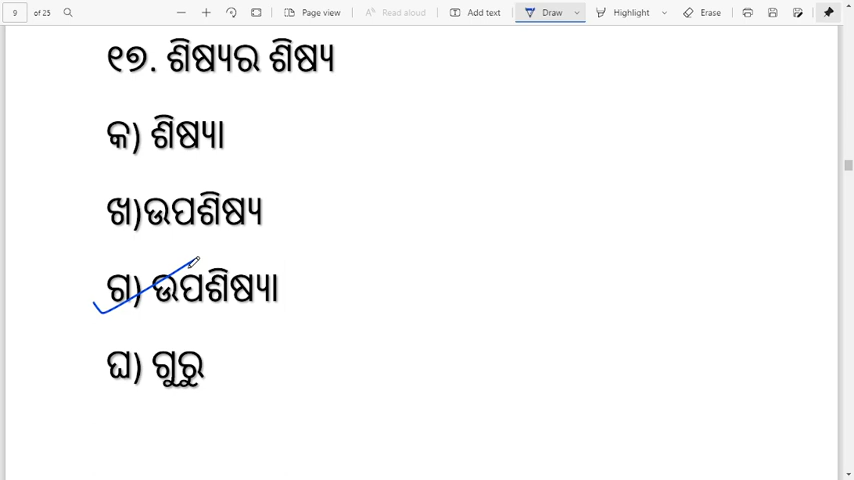 9 of 25 Page view Read aloud Add text Draw Highlight Erase
୧୭. ଶିଷ୍ୟର ଶିଷ୍ୟ
କ) ଶିଷ୍ୟା
ଖ)ଉପଶିଷ୍ୟ
ଗ) ଉପଶିଷ୍ୟା
ଘ) ଗୁରୁ